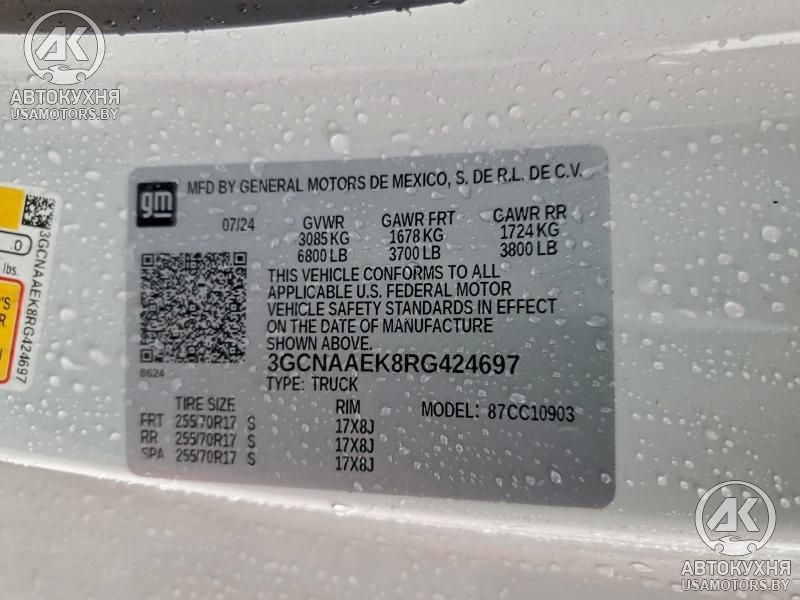 AK
АВТОКУХНЯ
USAMOTORS.BY
gm
MFD BY GENERAL MOTORS DE MEXICO, S. DE R.L. DE C.V.
07/24 GVWR GAWR FRT GAWR RR
3085 KG 1678 KG 1724 KG
6800 LB 3700 LB 3800 LB
THIS VEHICLE CONFORMS TO ALL
APPLICABLE U.S. FEDERAL MOTOR
VEHICLE SAFETY STANDARDS IN EFFECT
ON THE DATE OF MANUFACTURE
SHOWN ABOVE.
8624
3GCNAAEK8RG424697
TYPE: TRUCK
TIRE SIZE RIM MODEL: 87CC10903
FRT 255/70R17 S 17X8J
RR 255/70R17 S 17X8J
SPA 255/70R17 S 17X8J
3GCNAAEK8RG424697
.0
lbs.
'S
R
AK
АВТОКУХНЯ
USAMOTORS.BY